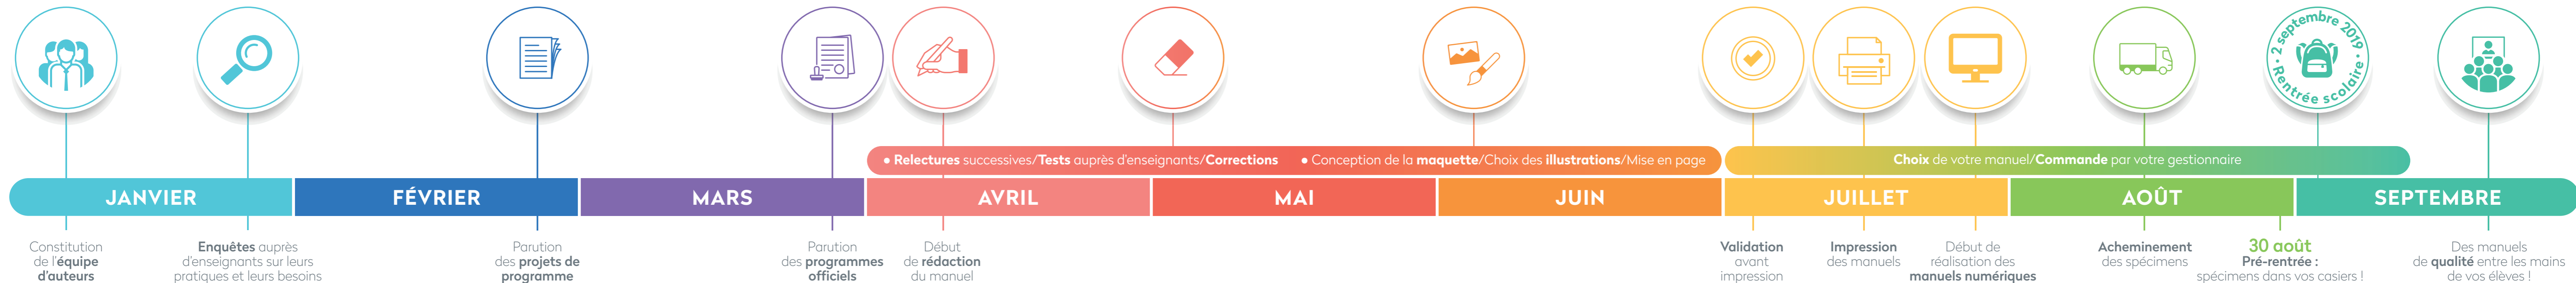 • 2 septembre 2019 •
Rentrée scolaire
• Relectures successives/Tests auprès d'enseignants/Corrections • Conception de la maquette/Choix des illustrations/Mise en page
Choix de votre manuel/Commande par votre gestionnaire
JANVIER
FÉVRIER
MARS
AVRIL
MAI
JUIN
JUILLET
AOÛT
SEPTEMBRE
Constitution
de l'équipe
d'auteurs
Enquêtes auprès
d'enseignants sur leurs
pratiques et leurs besoins
Parution
des projets de
programme
Parution
des programmes
officiels
Début
de rédaction
du manuel
Validation
avant
impression
Impression
des manuels
Début de
réalisation des
manuels numériques
Acheminement
des spécimens
30 août
Pré-rentrée :
spécimens dans vos casiers !
Des manuels
de qualité entre les mains
de vos élèves !